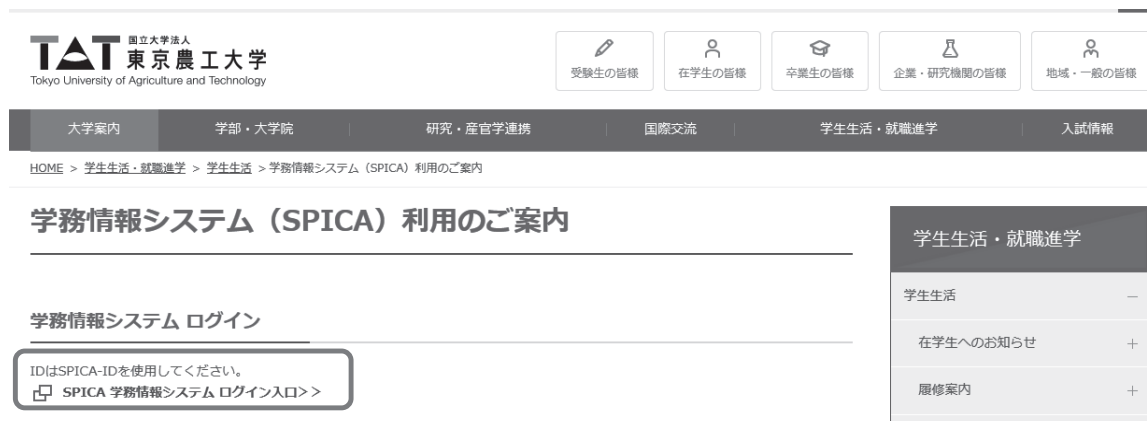 TAT 国立大学法人
東京農工大学
Tokyo University of Agriculture and Technology
受験生の皆様 在学生の皆様 卒業生の皆様 企業・研究機関の皆様 地域・一般の皆様
大学案内 学部・大学院 研究・産官学連携 国際交流 学生生活・就職進学 入試情報
HOME > 学生生活・就職進学 > 学生生活 > 学務情報システム（SPICA）利用のご案内
学務情報システム（SPICA）利用のご案内
学務情報システム ログイン
IDはSPICA-IDを使用してください。
SPICA 学務情報システム ログイン入口>>
学生生活・就職進学
学生生活 −
在学生へのお知らせ +
履修案内 +